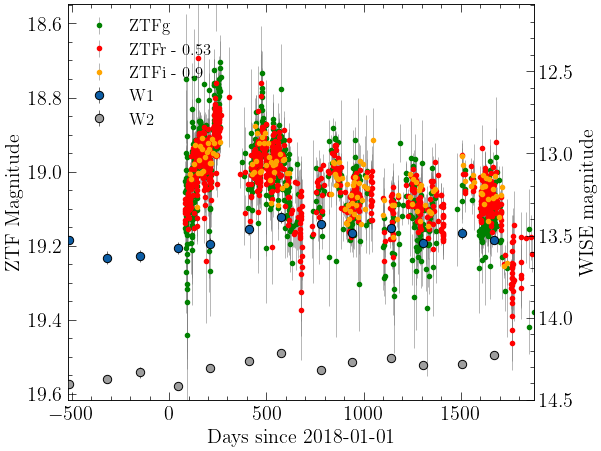 ZTFg
ZTFr - 0.53
ZTFi - 0.9
W1
W2
18.6
18.8
19.0
19.2
19.4
19.6
ZTF Magnitude
12.5
13.0
13.5
14.0
14.5
WISE magnitude
−500
0
500
1000
1500
Days since 2018-01-01